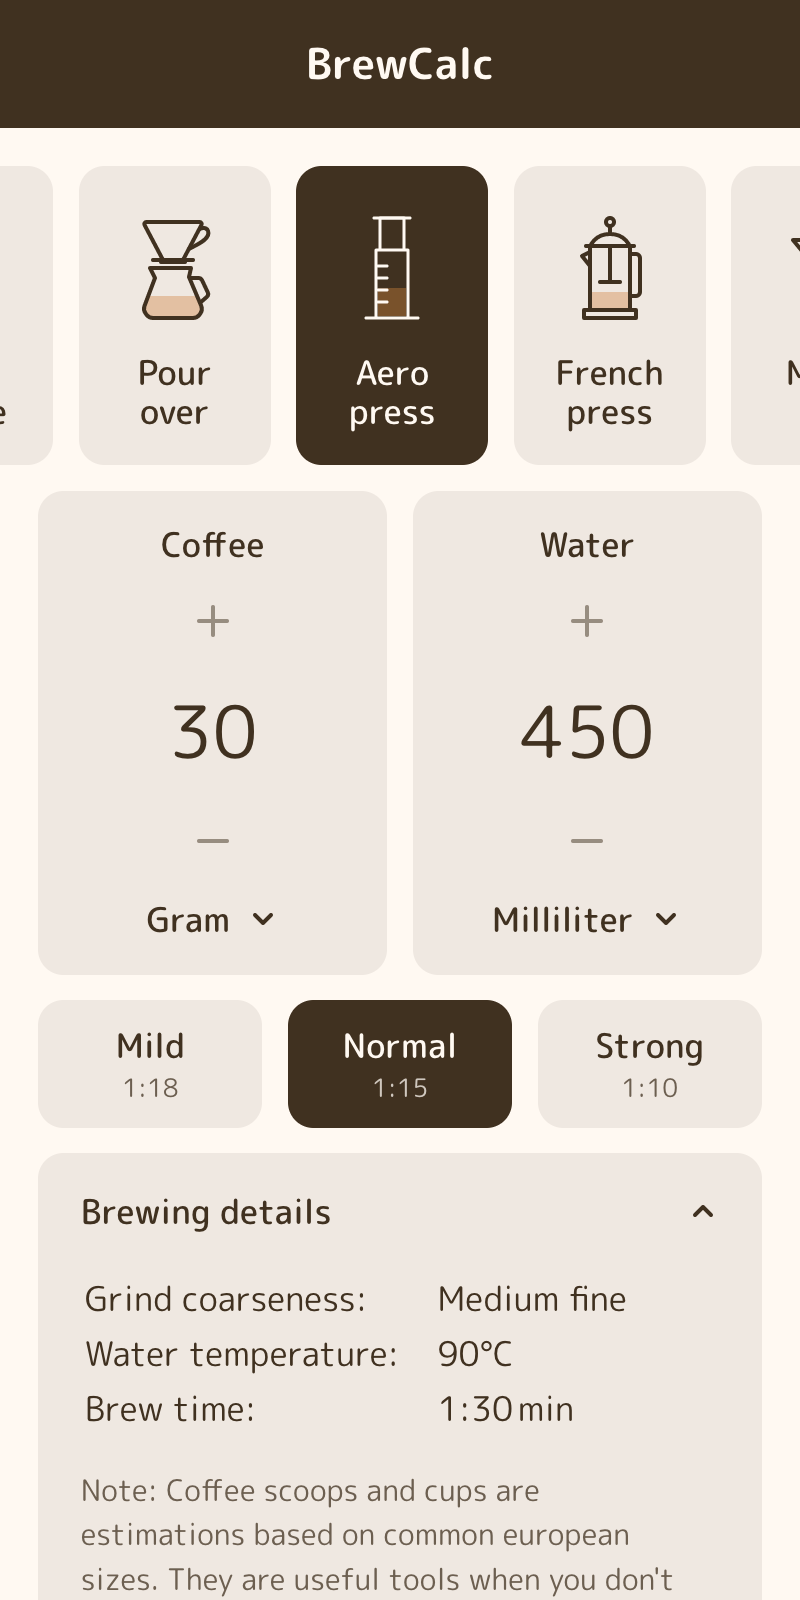 BrewCalc
Pour
over
Aero
press
French
press
Coffee
Water
30
450
Gram
Milliliter
Mild
1:18
Normal
1:15
Strong
1:10
Brewing details
Grind coarseness: Medium fine
Water temperature: 90°C
Brew time: 1:30 min
Note: Coffee scoops and cups are
estimations based on common european
sizes. They are useful tools when you don't